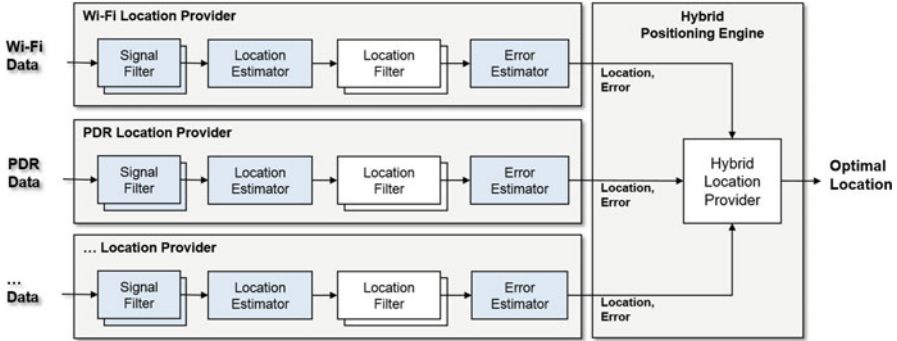 Wi-Fi Location Provider
Wi-Fi
Data
Signal
Filter
Location
Estimator
Location
Filter
Error
Estimator
PDR Location Provider
PDR
Data
Signal
Filter
Location
Estimator
Location
Filter
Error
Estimator
... Location Provider
...
Data
Signal
Filter
Location
Estimator
Location
Filter
Error
Estimator
Hybrid
Positioning Engine
Location,
Error
Location,
Error
Location,
Error
Hybrid
Location
Provider
Optimal
Location